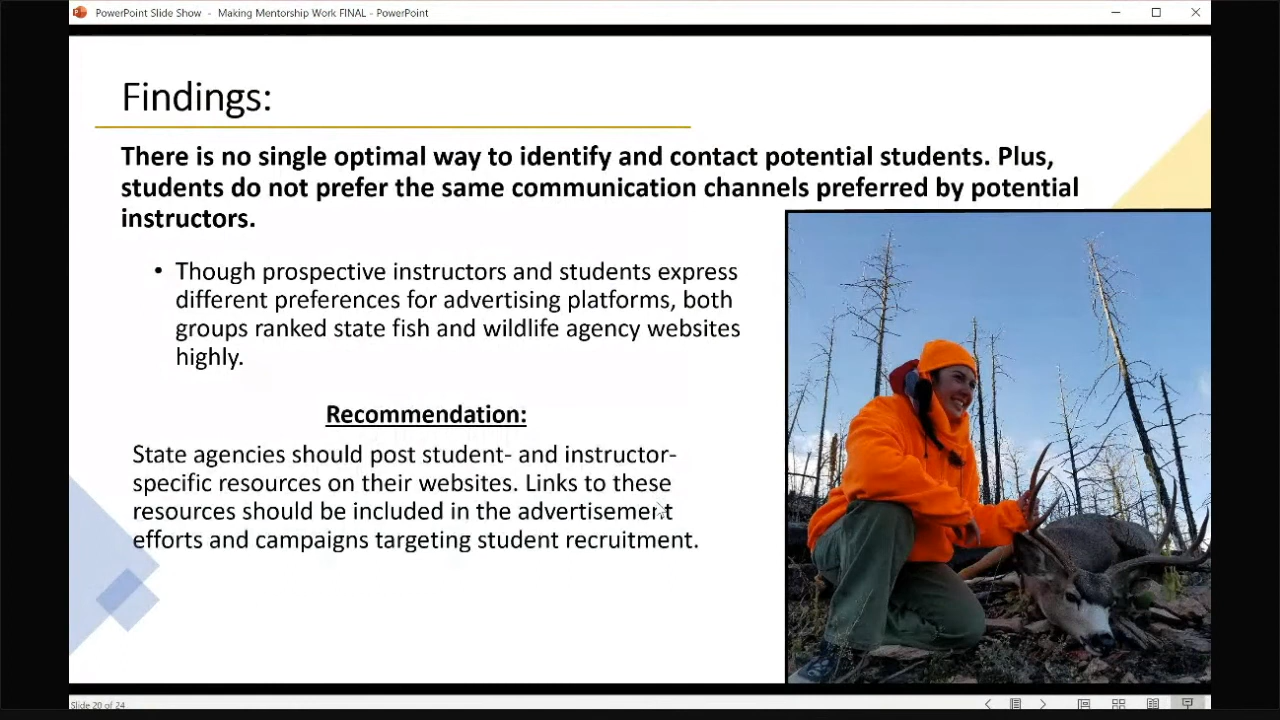 PowerPoint Slide Show - Making Mentorship Work FINAL - PowerPoint
Findings:
There is no single optimal way to identify and contact potential students. Plus,
students do not prefer the same communication channels preferred by potential
instructors.
• Though prospective instructors and students express
different preferences for advertising platforms, both
groups ranked state fish and wildlife agency websites
highly.
Recommendation:
State agencies should post student- and instructor-
specific resources on their websites. Links to these
resources should be included in the advertisement
efforts and campaigns targeting student recruitment.
Slide 20 of 24